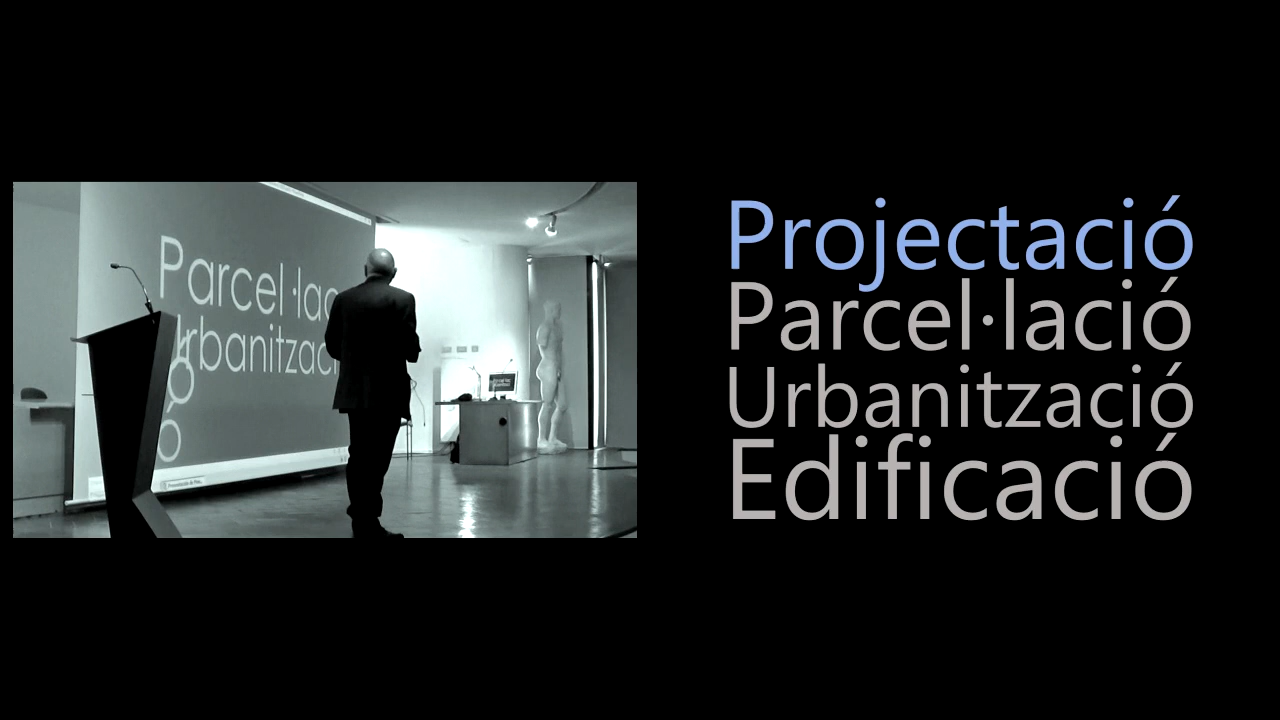 Parcel·lac
Urbanitzaci
Projectació
Parcel·lació
Urbanització
Edificació